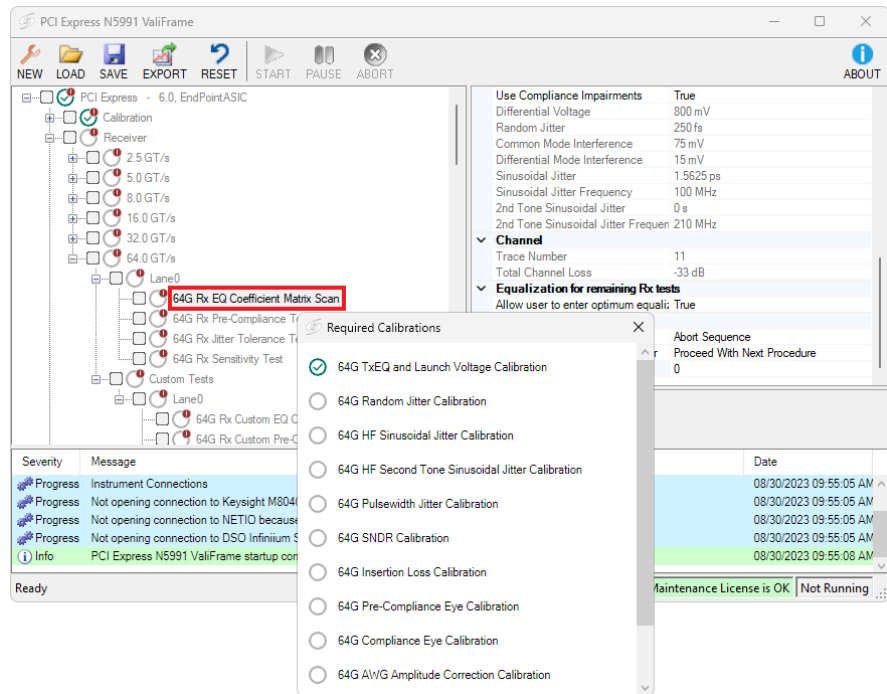 PCI Express N5991 ValiFrame
NEW LOAD SAVE EXPORT RESET START PAUSE ABORT ABOUT
PCI Express - 6.0, EndPointASIC
Calibration
Receiver
2.5 GT/s
5.0 GT/s
8.0 GT/s
16.0 GT/s
32.0 GT/s
64.0 GT/s
Lane0
64G Rx EQ Coefficient Matrix Scan
64G Rx Pre-Compliance Te
64G Rx Jitter Tolerance Te
64G Rx Sensitivity Test
Custom Tests
Lane0
64G Rx Custom EQ C
64G Rx Custom Pre-C
Use Compliance Impairments True
Differential Voltage 800 mV
Random Jitter 250 fs
Common Mode Interference 75 mV
Differential Mode Interference 15 mV
Sinusoidal Jitter 1.5625 ps
Sinusoidal Jitter Frequency 100 MHz
2nd Tone Sinusoidal Jitter 0 s
2nd Tone Sinusoidal Jitter Frequen 210 MHz
Channel
Trace Number 11
Total Channel Loss -33 dB
Equalization for remaining Rx tests
Allow user to enter optimum equali: True
Abort Sequence
r Proceed With Next Procedure
0
Required Calibrations
64G TxEQ and Launch Voltage Calibration
64G Random Jitter Calibration
64G HF Sinusoidal Jitter Calibration
64G HF Second Tone Sinusoidal Jitter Calibration
64G Pulsewidth Jitter Calibration
64G SNDR Calibration
64G Insertion Loss Calibration
64G Pre-Compliance Eye Calibration
64G Compliance Eye Calibration
64G AWG Amplitude Correction Calibration
Severity Message Date
Progress Instrument Connections 08/30/2023 09:55:05 AM
Progress Not opening connection to Keysight M8040 08/30/2023 09:55:05 AM
Progress Not opening connection to NETIO because 08/30/2023 09:55:05 AM
Progress Not opening connection to DSO Infiniium S 08/30/2023 09:55:05 AM
Info PCI Express N5991 ValiFrame startup con 08/30/2023 09:55:08 AM
Ready Maintenance License is OK Not Running